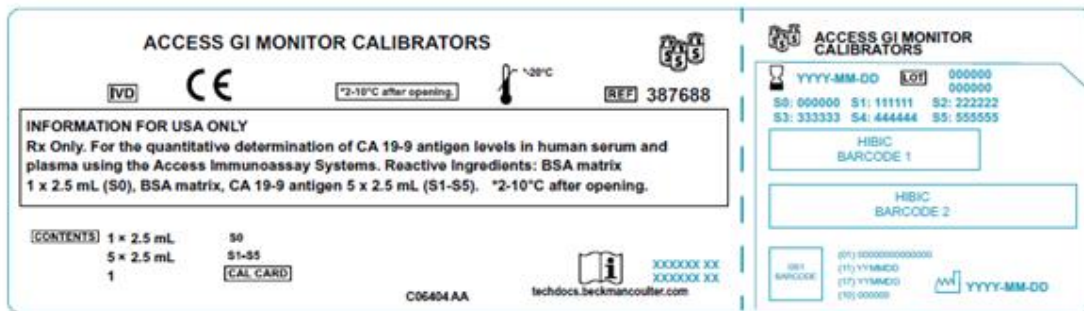 ACCESS GI MONITOR CALIBRATORS
IVD
CE
*2-10°C after opening.
*-20°C
REF 387688
INFORMATION FOR USA ONLY
Rx Only. For the quantitative determination of CA 19-9 antigen levels in human serum and
plasma using the Access Immunoassay Systems. Reactive Ingredients: BSA matrix
1 x 2.5 mL (S0), BSA matrix, CA 19-9 antigen 5 x 2.5 mL (S1-S5). *2-10°C after opening.
CONTENTS 1 × 2.5 mL S0
5 × 2.5 mL S1-S5
1 CAL CARD
C06404 AA
i
techdocs.beckmancoulter.com
XXXXXX XX
XXXXXX XX
ACCESS GI MONITOR
CALIBRATORS
YYYY-MM-DD LOT 000000
000000
S0: 000000 S1: 111111 S2: 222222
S3: 333333 S4: 444444 S5: 555555
HIBIC
BARCODE 1
HIBIC
BARCODE 2
BARCODE
(11) YYMMDD
(17) YYMMDD
(10) 000000
YYYY-MM-DD